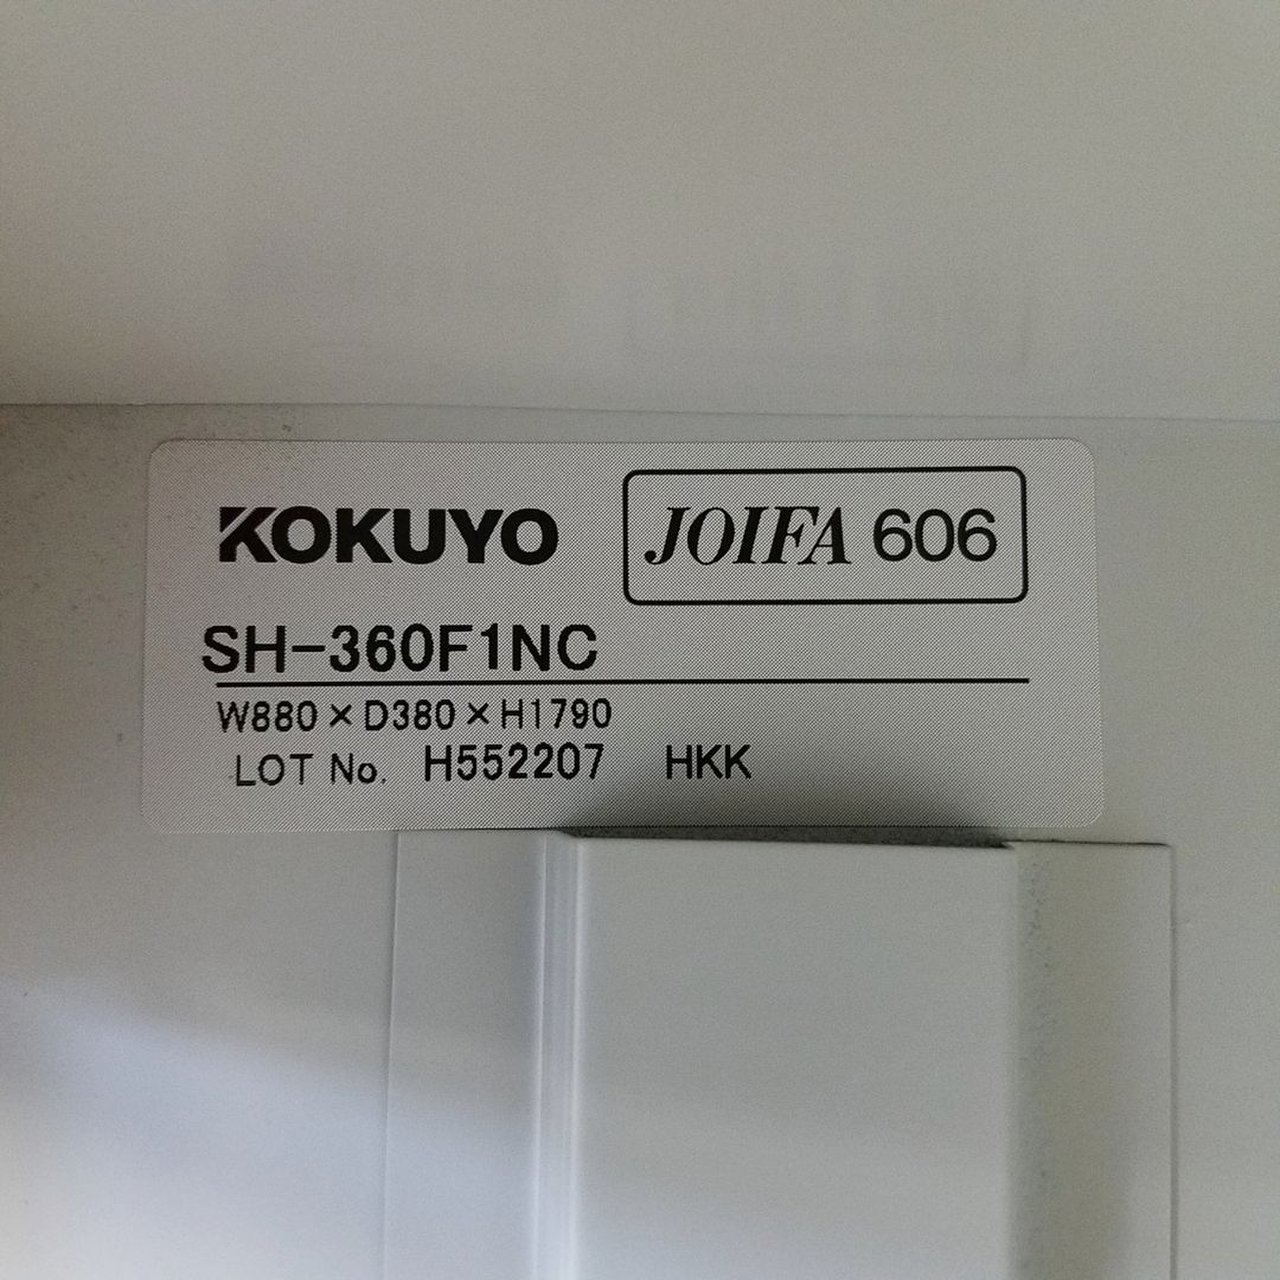 KOKUYO JOIFA 606
SH-360F1NC
W880×D380×H1790
LOT No. H552207 HKK